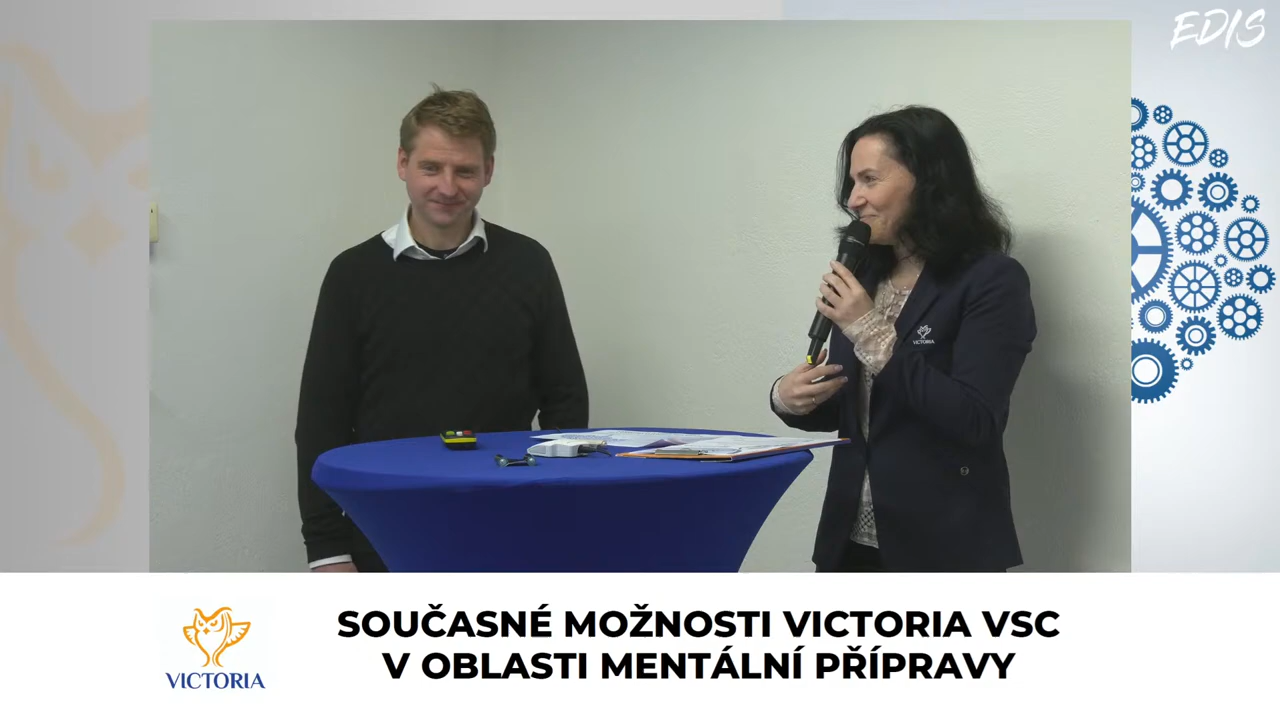 EDIS
VICTORIA
VICTORIA
SOUČASNÉ MOŽNOSTI VICTORIA VSC
V OBLASTI MENTÁLNÍ PŘÍPRAVY